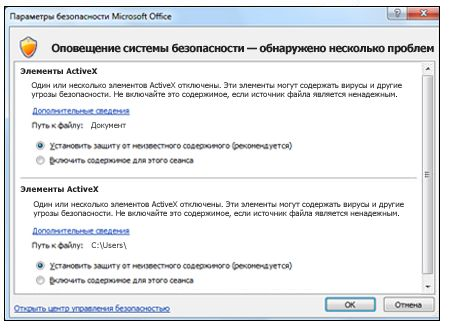 Параметры безопасности Microsoft Office
Оповещение системы безопасности — обнаружено несколько проблем
Элементы ActiveX
Один или несколько элементов ActiveX отключены. Эти элементы могут содержать вирусы и другие
угрозы безопасности. Не включайте это содержимое, если источник файла является ненадежным.
Дополнительные сведения
Путь к файлу: Документ
Установить защиту от неизвестного содержимого (рекомендуется)
Включить содержимое для этого сеанса
Элементы ActiveX
Один или несколько элементов ActiveX отключены. Эти элементы могут содержать вирусы и другие
угрозы безопасности. Не включайте это содержимое, если источник файла является ненадежным.
Дополнительные сведения
Путь к файлу: C:\Users\
Установить защиту от неизвестного содержимого (рекомендуется)
Включить содержимое для этого сеанса
Открыть центр управления безопасностью
OK
Отмена